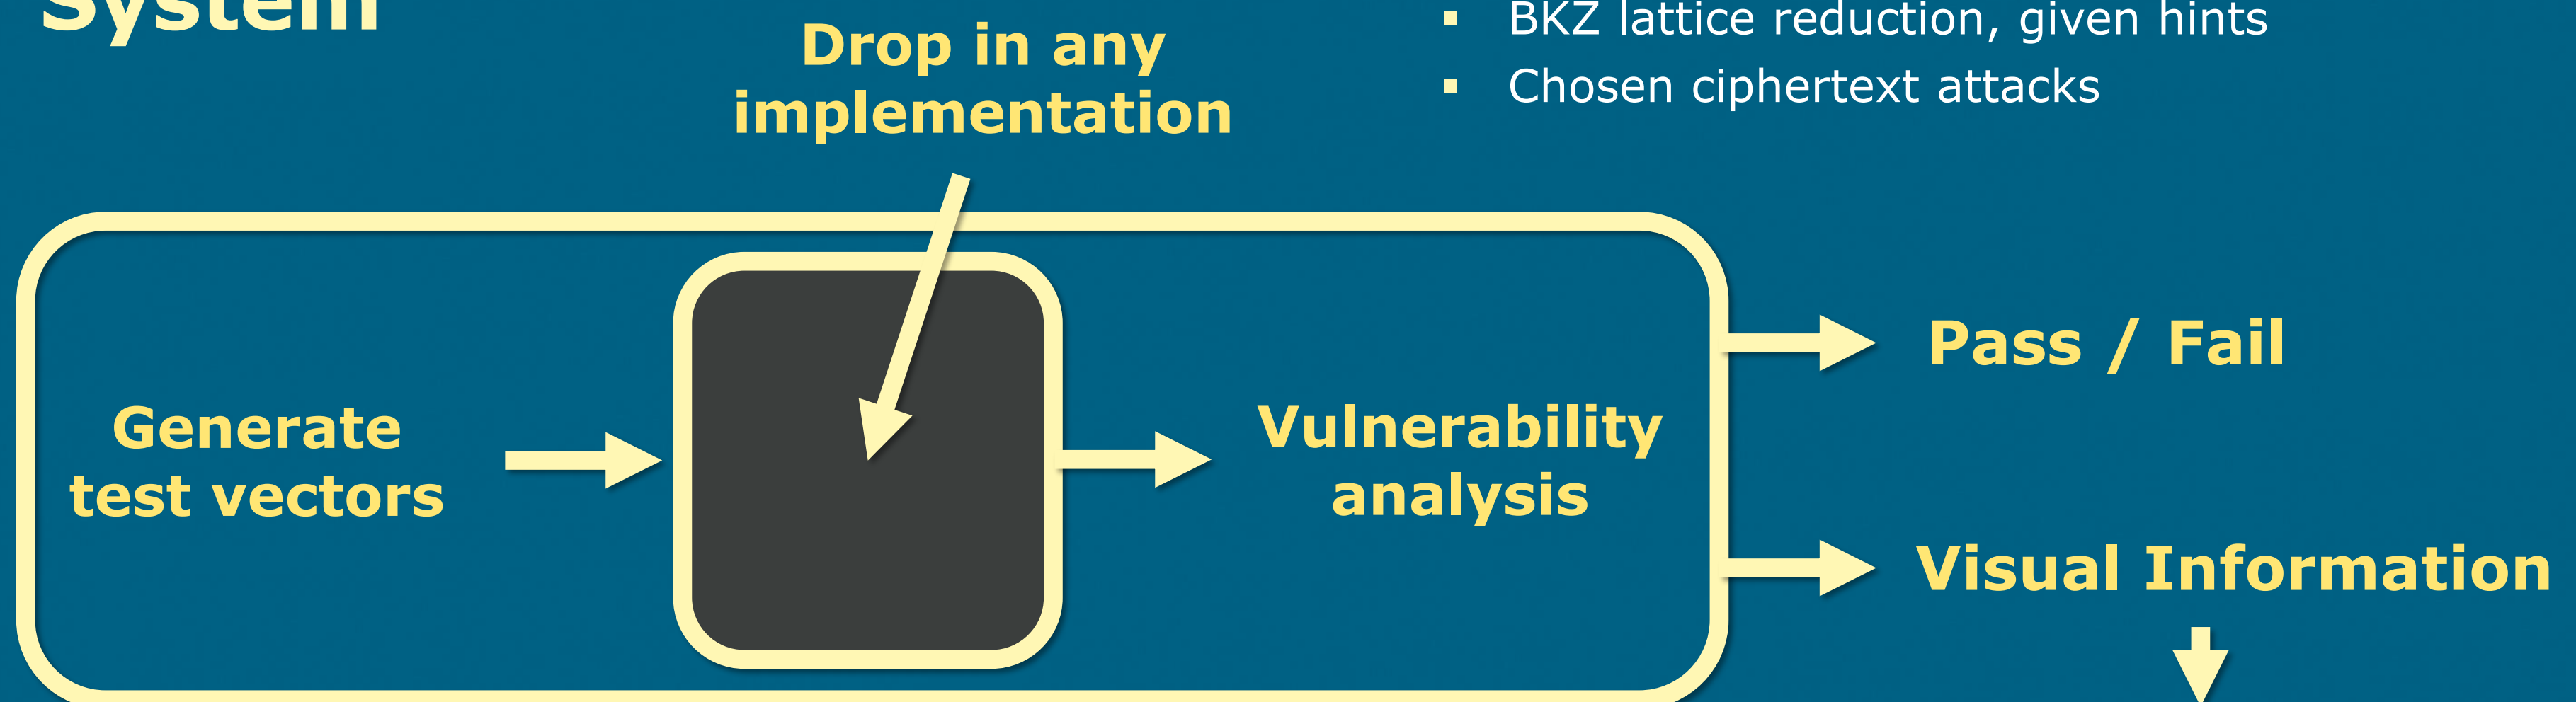 System
BKZ lattice reduction, given hints
Chosen ciphertext attacks
Drop in any
implementation
Generate
test vectors
Vulnerability
analysis
Pass / Fail
Visual Information